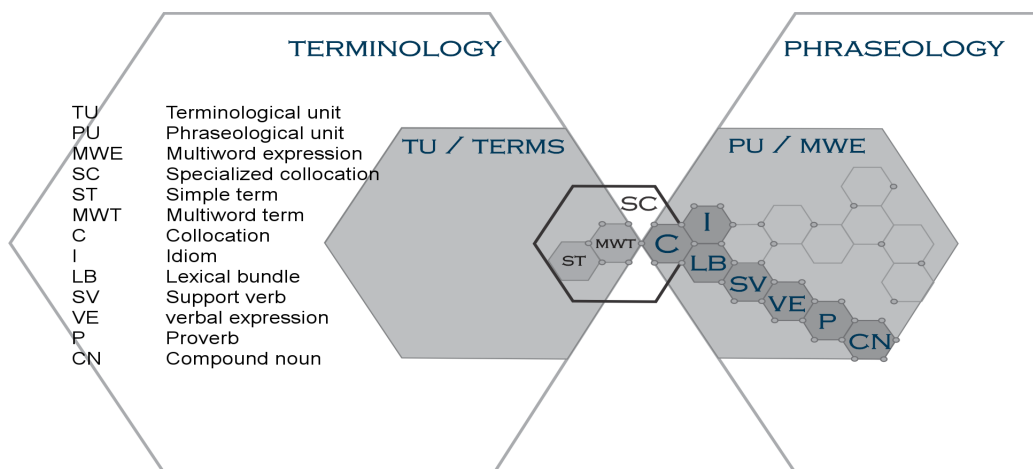 TERMINOLOGY
PHRASEOLOGY
TU Terminological unit
PU Phraseological unit
MWE Multiword expression
SC Specialized collocation
ST Simple term
MWT Multiword term
C Collocation
I Idiom
LB Lexical bundle
SV Support verb
VE verbal expression
P Proverb
CN Compound noun
TU / TERMS
PU / MWE
SC
I
C
MWT
ST
LB
SV
VE
P
CN